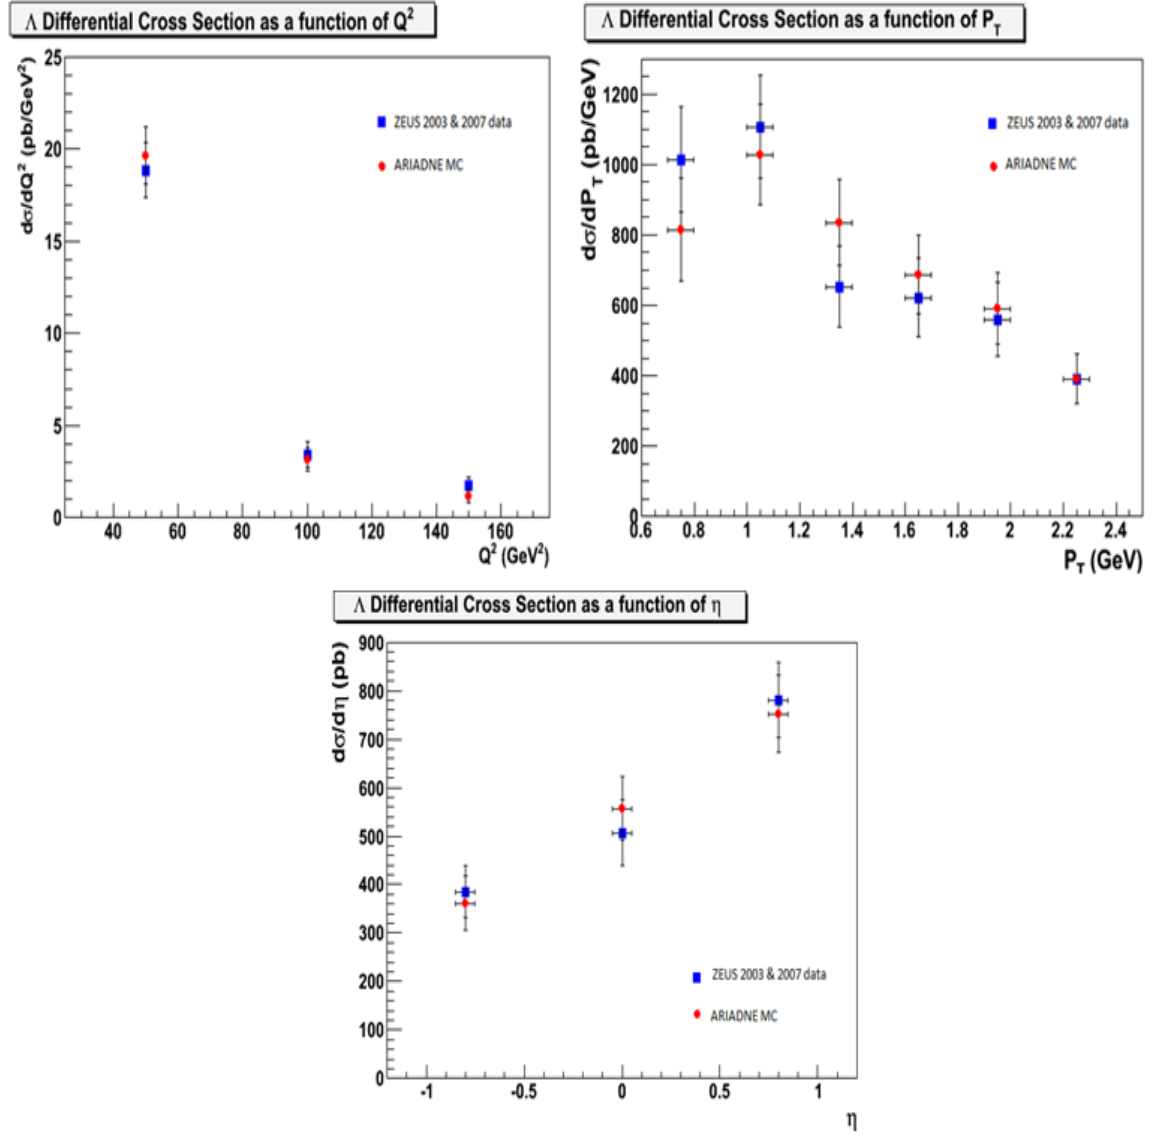 Λ Differential Cross Section as a function of Q²
dσ/dQ² (pb/GeV²)
25
20
15
10
5
0
ZEUS 2003 & 2007 data
ARIADNE MC
40 60 80 100 120 140 160
Q² (GeV²)
Λ Differential Cross Section as a function of P_T
dσ/dP_T (pb/GeV)
1200
1000
800
600
400
200
0
ZEUS 2003 & 2007 data
ARIADNE MC
0.6 0.8 1 1.2 1.4 1.6 1.8 2 2.2 2.4
P_T (GeV)
Λ Differential Cross Section as a function of η
dσ/dη (pb)
900
800
700
600
500
400
300
200
100
0
ZEUS 2003 & 2007 data
ARIADNE MC
-1 -0.5 0 0.5 1
η